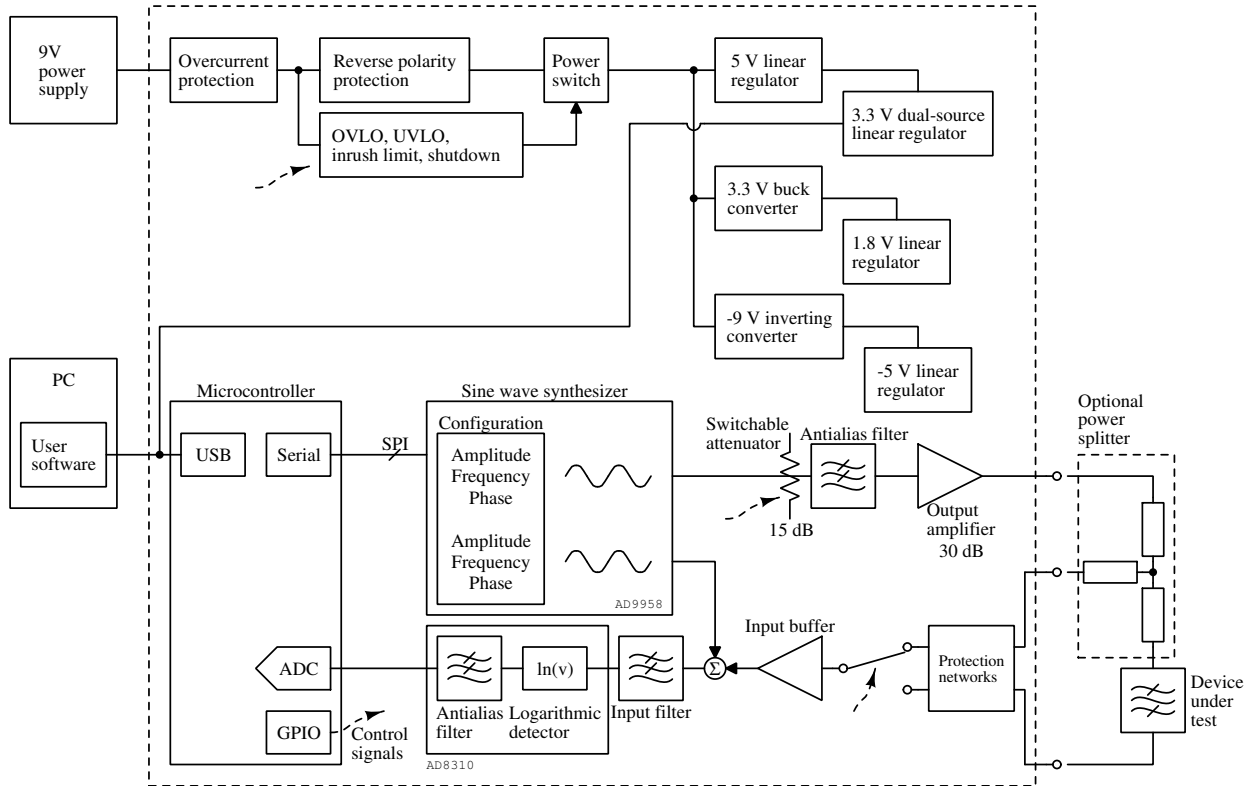 9V
power
supply
Overcurrent
protection
Reverse polarity
protection
Power
switch
5 V linear
regulator
3.3 V dual-source
linear regulator
OVLO, UVLO,
inrush limit, shutdown
3.3 V buck
converter
1.8 V linear
regulator
-9 V inverting
converter
-5 V linear
regulator
PC
User
software
Microcontroller
USB
Serial
SPI
Sine wave synthesizer
Configuration
Amplitude
Frequency
Phase
Amplitude
Frequency
Phase
AD9958
Switchable
attenuator
15 dB
Antialias filter
Output
amplifier
30 dB
Optional
power
splitter
ADC
GPIO
Control
signals
Antialias
filter
ln(v)
Logarithmic
detector
AD8310
Input filter
Σ
Input buffer
Protection
networks
Device
under
test